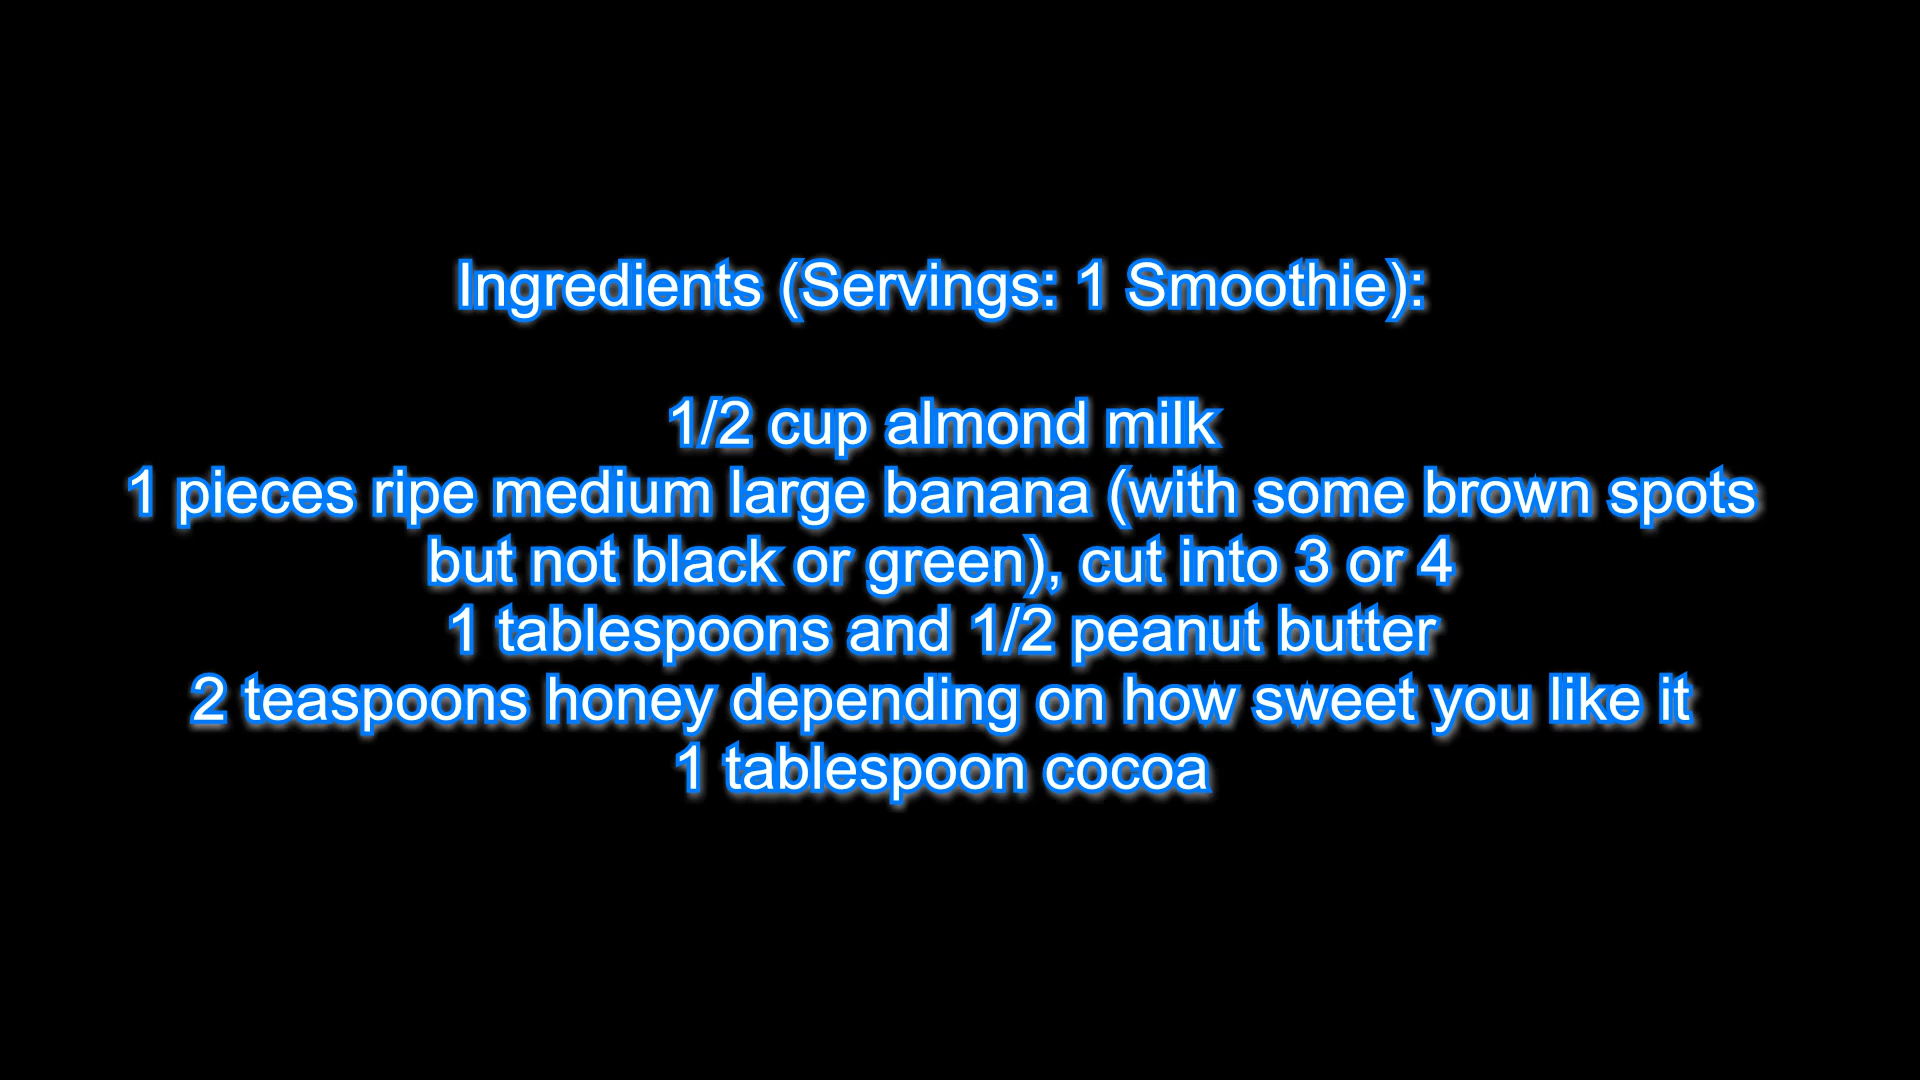 Ingredients (Servings: 1 Smoothie):
1/2 cup almond milk
1 pieces ripe medium large banana (with some brown spots
but not black or green), cut into 3 or 4
1 tablespoons and 1/2 peanut butter
2 teaspoons honey depending on how sweet you like it
1 tablespoon cocoa